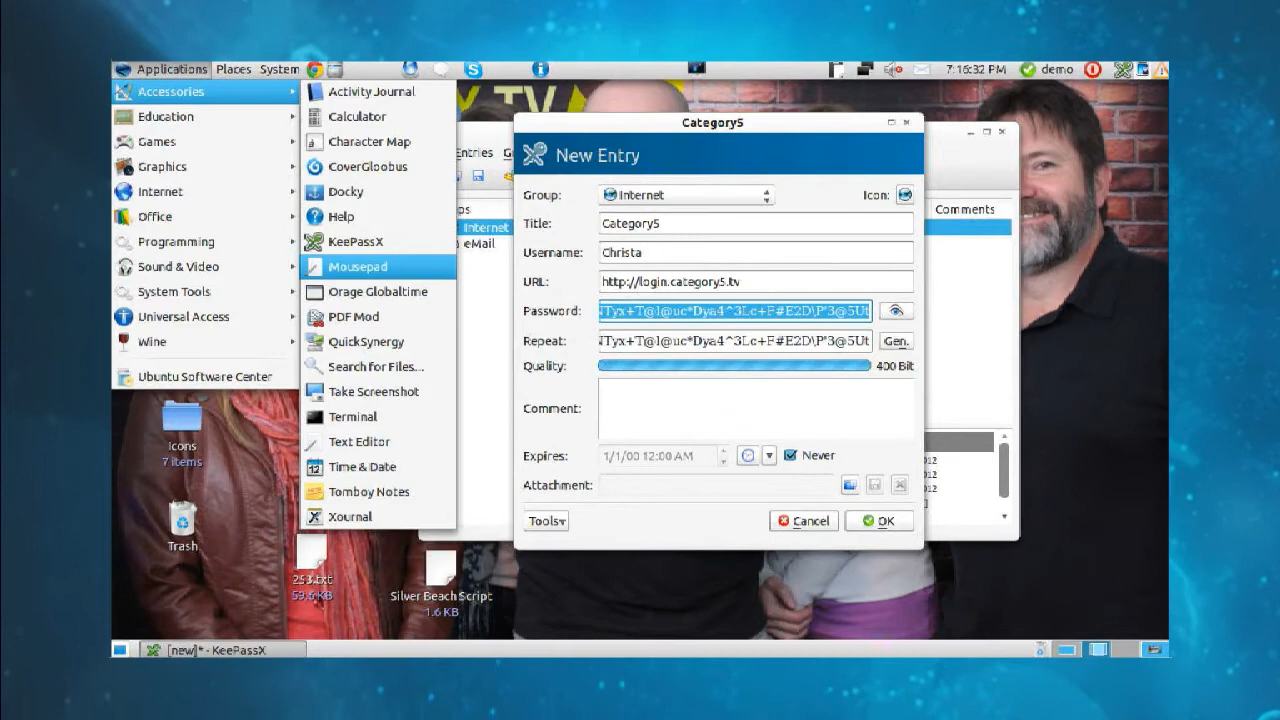 Applications Places System
7:16:32 PM demo
Accessories
Education
Games
Graphics
Internet
Office
Programming
Sound & Video
System Tools
Universal Access
Wine
Ubuntu Software Center
Activity Journal
Calculator
Character Map
CoverGloobus
Docky
Help
KeePassX
Mousepad
Orage Globaltime
PDF Mod
QuickSynergy
Search for Files...
Take Screenshot
Terminal
Text Editor
Time & Date
Tomboy Notes
Xournal
X TV
Entries
Internet
eMail
Comments
Category5
New Entry
Group: Internet Icon:
Title: Category5
Username: Christa
URL: http://login.category5.tv
Password:
Repeat: Gen.
Quality: 400 Bit
Comment:
Expires: 1/1/00 12:00 AM Never
Attachment:
Tools Cancel OK
Icons
7 items
Trash
253.txt
59.5 KB
Silver Beach Script
1.6 KB
[new]* - KeePassX